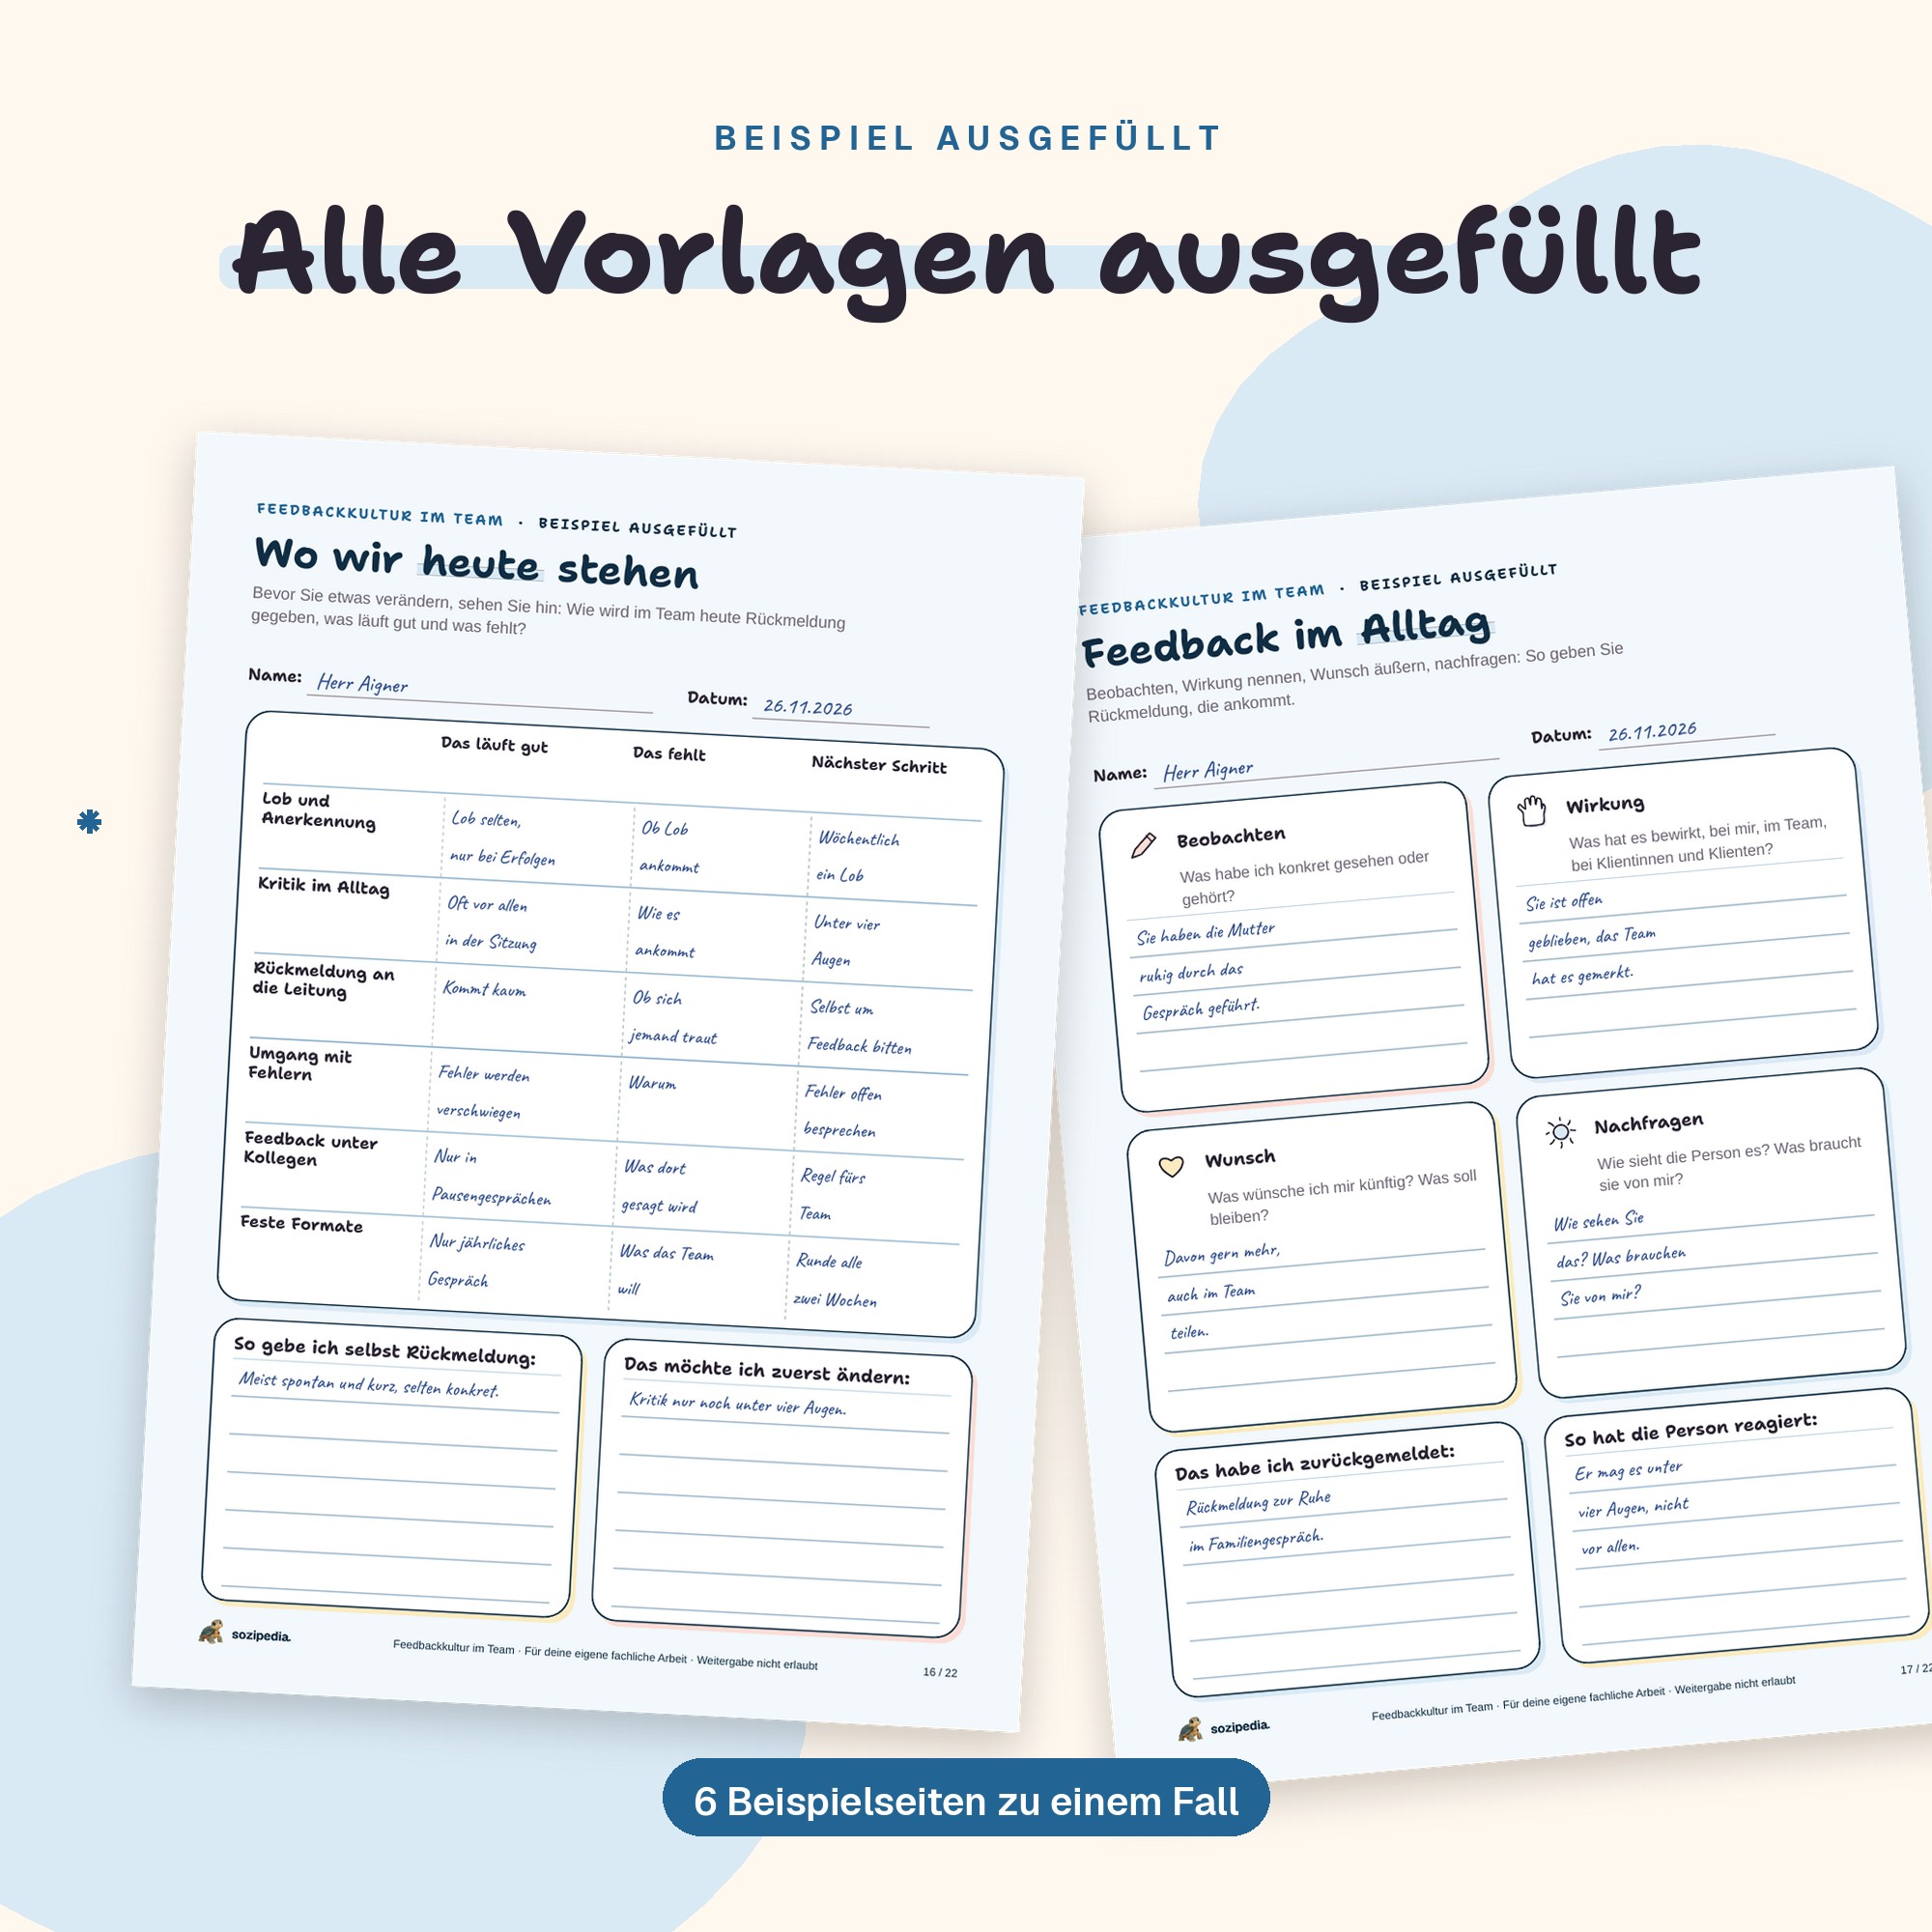 BEISPIEL AUSGEFÜLLT
Alle Vorlagen ausgefüllt
FEEDBACKKULTUR IM TEAM · BEISPIEL AUSGEFÜLLT
Wo wir heute stehen
Bevor Sie etwas verändern, sehen Sie hin: Wie wird im Team heute Rückmeldung
gegeben, was läuft gut und was fehlt?
Name: Herr Aigner Datum: 26.11.2026
Das läuft gut Das fehlt Nächster Schritt
Lob und
Anerkennung
Lob selten,
nur bei Erfolgen
Ob Lob
ankommt
Wöchentlich
ein Lob
Kritik im Alltag
Oft vor allen
in der Sitzung
Wie es
ankommt
Unter vier
Augen
Rückmeldung an
die Leitung
Kommt kaum
Ob sich
jemand traut
Selbst um
Feedback bitten
Umgang mit
Fehlern
Fehler werden
verschwiegen
Warum
Fehler offen
besprechen
Feedback unter
Kollegen
Nur in
Pausengesprächen
Was dort
gesagt wird
Regel fürs
Team
Feste Formate
Nur jährliches
Gespräch
Was das Team
will
Runde alle
zwei Wochen
So gebe ich selbst Rückmeldung:
Meist spontan und kurz, selten konkret.
Das möchte ich zuerst ändern:
Kritik nur noch unter vier Augen.
sozipedia.
Feedbackkultur im Team · Für deine eigene fachliche Arbeit · Weitergabe nicht erlaubt
16 / 22
FEEDBACKKULTUR IM TEAM · BEISPIEL AUSGEFÜLLT
Feedback im Alltag
Beobachten, Wirkung nennen, Wunsch äußern, nachfragen: So geben Sie
Rückmeldung, die ankommt.
Name: Herr Aigner Datum: 26.11.2026
Beobachten
Was habe ich konkret gesehen oder
gehört?
Sie haben die Mutter
ruhig durch das
Gespräch geführt.
Wirkung
Was hat es bewirkt, bei mir, im Team,
bei Klientinnen und Klienten?
Sie ist offen
geblieben, das Team
hat es gemerkt.
Wunsch
Was wünsche ich mir künftig? Was soll
bleiben?
Davon gern mehr,
auch im Team
teilen.
Nachfragen
Wie sieht die Person es? Was braucht
sie von mir?
Wie sehen Sie
das? Was brauchen
Sie von mir?
Das habe ich zurückgemeldet:
Rückmeldung zur Ruhe
im Familiengespräch.
So hat die Person reagiert:
Er mag es unter
vier Augen, nicht
vor allen.
sozipedia.
Feedbackkultur im Team · Für deine eigene fachliche Arbeit · Weitergabe nicht erlaubt
17 / 22
6 Beispielseiten zu einem Fall